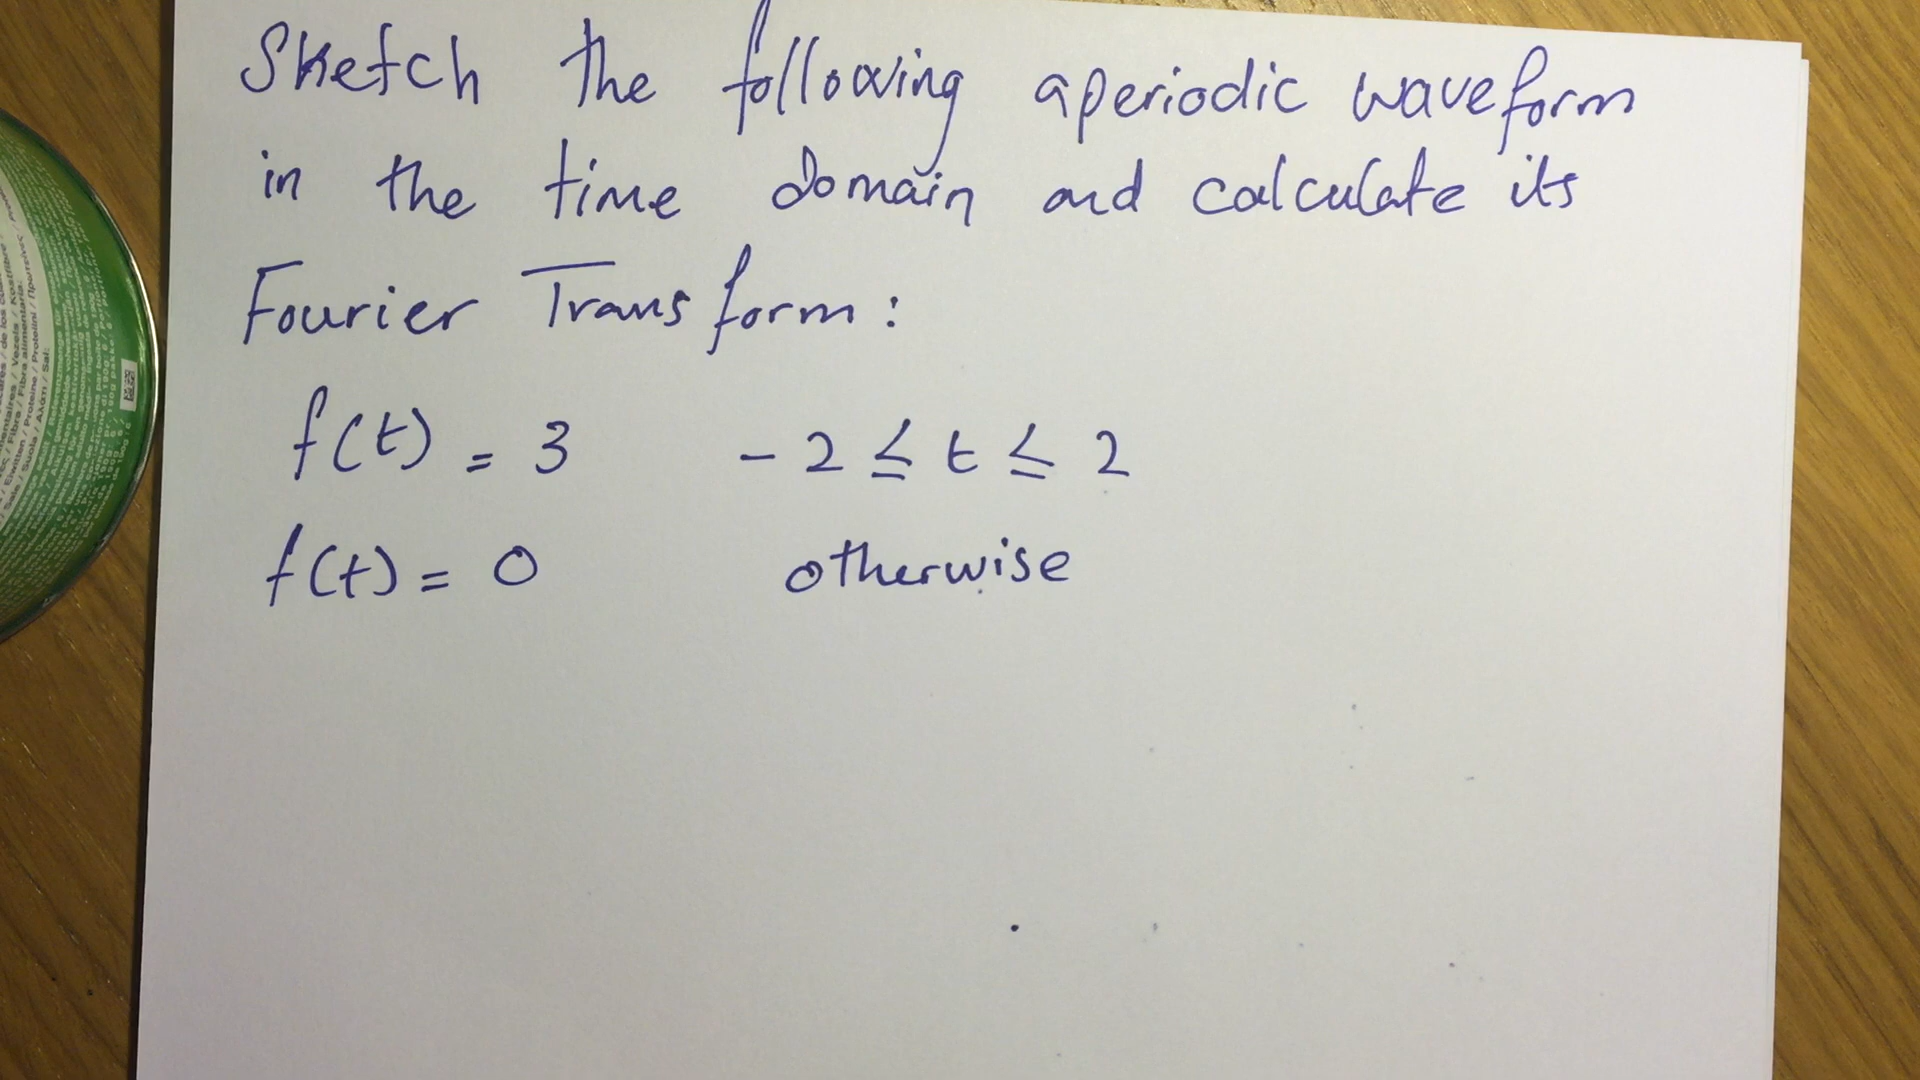 Sketch the following aperiodic waveform
in the time domain and calculate its
Fourier Transform:
f(t) = 3 -2 ≤ t ≤ 2
f(t) = 0 otherwise